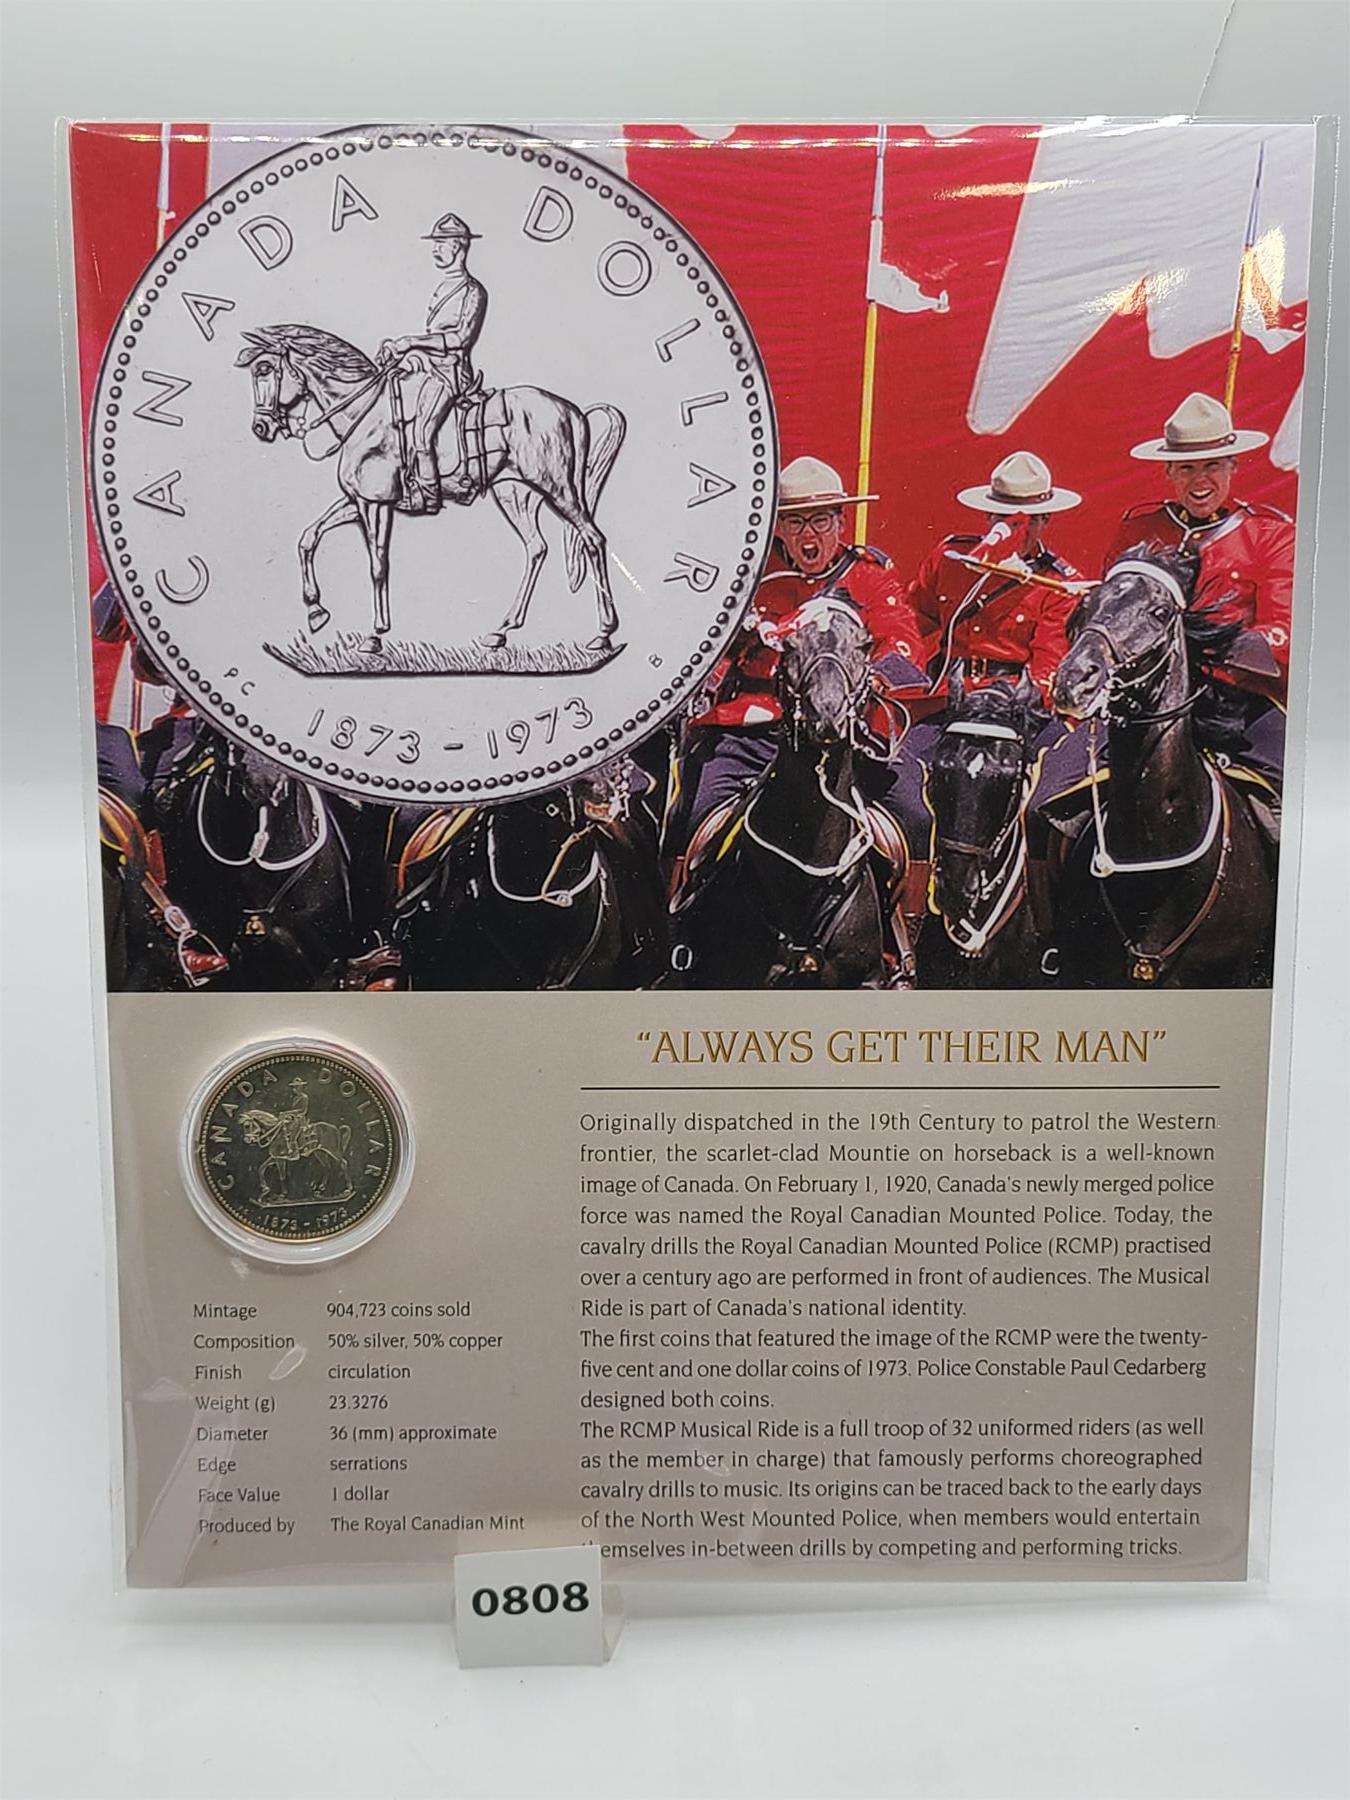 CANADA DOLLAR
PC
B
1873-1973
O
C
"ALWAYS GET THEIR MAN"
CANADA DOLLAR
1873-1973
Originally dispatched in the 19th Century to patrol the Western
frontier, the scarlet-clad Mountie on horseback is a well-known
image of Canada. On February 1, 1920, Canada's newly merged police
force was named the Royal Canadian Mounted Police. Today, the
cavalry drills the Royal Canadian Mounted Police (RCMP) practised
over a century ago are performed in front of audiences. The Musical
Ride is part of Canada's national identity.
The first coins that featured the image of the RCMP were the twenty-
five cent and one dollar coins of 1973. Police Constable Paul Cedarberg
designed both coins.
The RCMP Musical Ride is a full troop of 32 uniformed riders (as well
as the member in charge) that famously performs choreographed
cavalry drills to music. Its origins can be traced back to the early days
of the North West Mounted Police, when members would entertain
themselves in-between drills by competing and performing tricks.
Mintage 904,723 coins sold
Composition 50% silver, 50% copper
Finish circulation
Weight (g) 23.3276
Diameter 36 (mm) approximate
Edge serrations
Face Value 1 dollar
Produced by The Royal Canadian Mint
0808